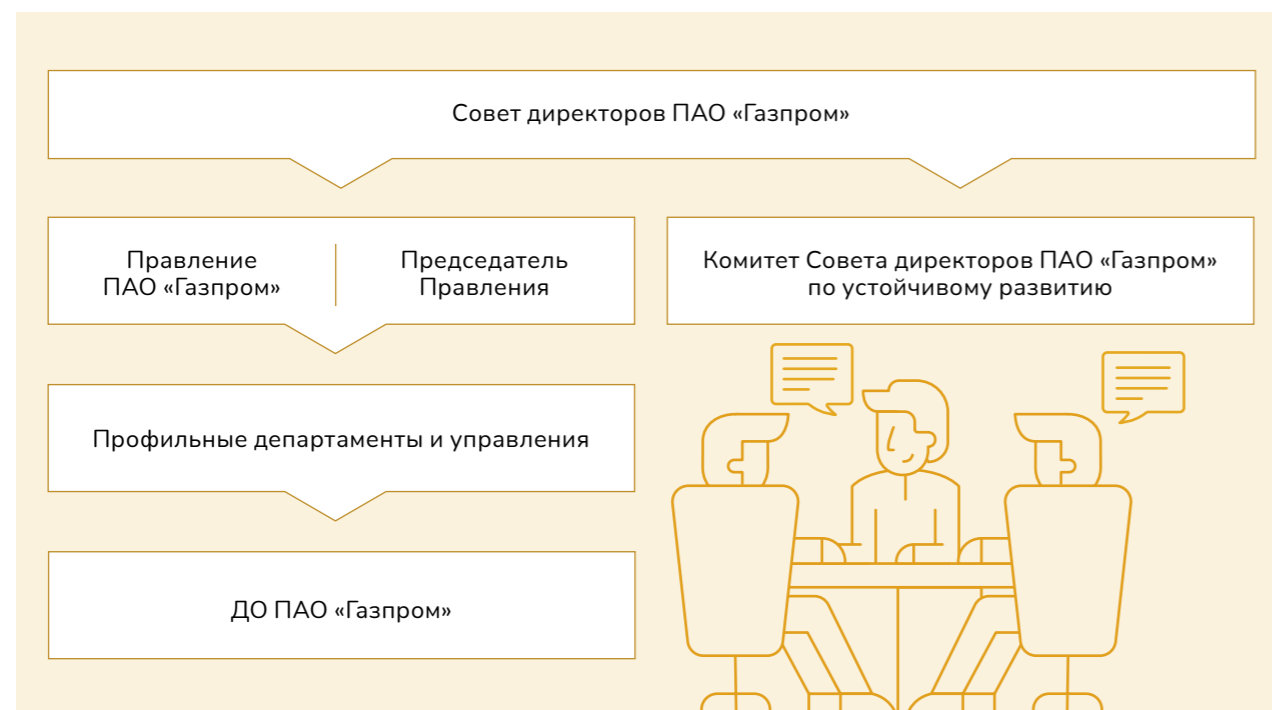 Совет директоров ПАО «Газпром»
Правление
ПАО «Газпром»
Председатель
Правления
Комитет Совета директоров ПАО «Газпром»
по устойчивому развитию
Профильные департаменты и управления
ДО ПАО «Газпром»